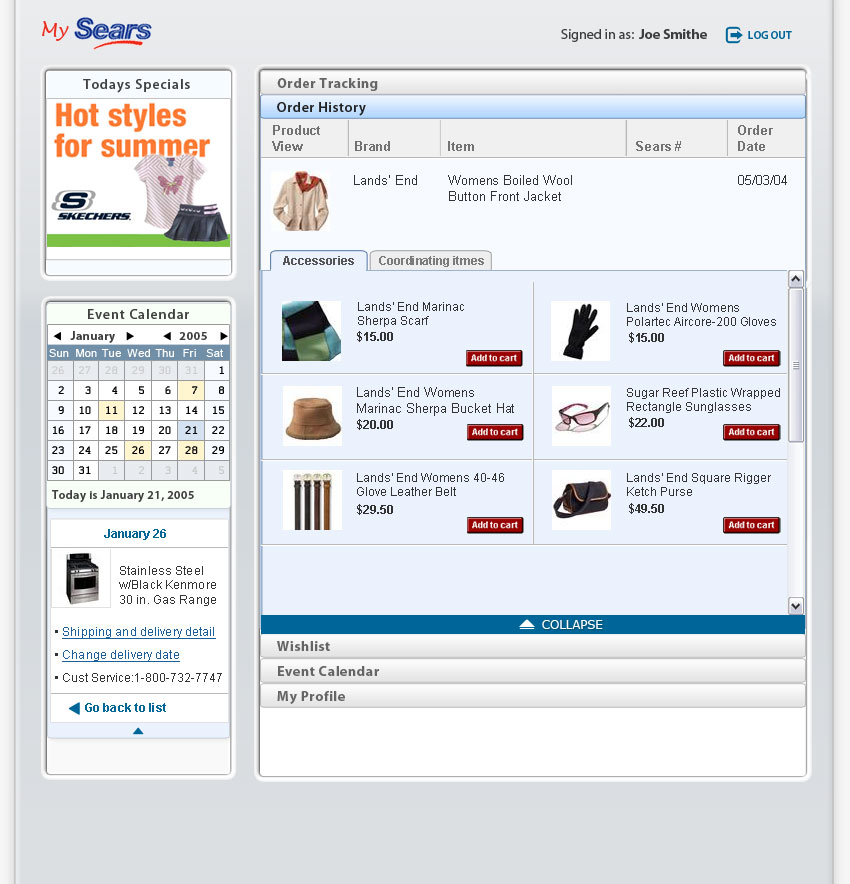 My Sears
Signed in as: Joe Smithe
LOG OUT
Todays Specials
Hot styles
for summer
S
SKECHERS.
Event Calendar
January 2005
Sun Mon Tue Wed Thu Fri Sat
26 27 28 29 30 31 1
2 3 4 5 6 7 8
9 10 11 12 13 14 15
16 17 18 19 20 21 22
23 24 25 26 27 28 29
30 31 1 2 3 4 5
Today is January 21, 2005
January 26
Stainless Steel
w/Black Kenmore
30 in. Gas Range
• Shipping and delivery detail
• Change delivery date
• Cust Service:1-800-732-7747
Go back to list
Order Tracking
Order History
Product
View
Brand
Item
Sears #
Order
Date
Lands' End
Womens Boiled Wool
Button Front Jacket
05/03/04
Accessories
Coordinating itmes
Lands' End Marinac
Sherpa Scarf
$15.00
Add to cart
Lands' End Womens
Polartec Aircore-200 Gloves
$15.00
Add to cart
Lands' End Womens
Marinac Sherpa Bucket Hat
$20.00
Add to cart
Sugar Reef Plastic Wrapped
Rectangle Sunglasses
$22.00
Add to cart
Lands' End Womens 40-46
Glove Leather Belt
$29.50
Add to cart
Lands' End Square Rigger
Ketch Purse
$49.50
Add to cart
COLLAPSE
Wishlist
Event Calendar
My Profile